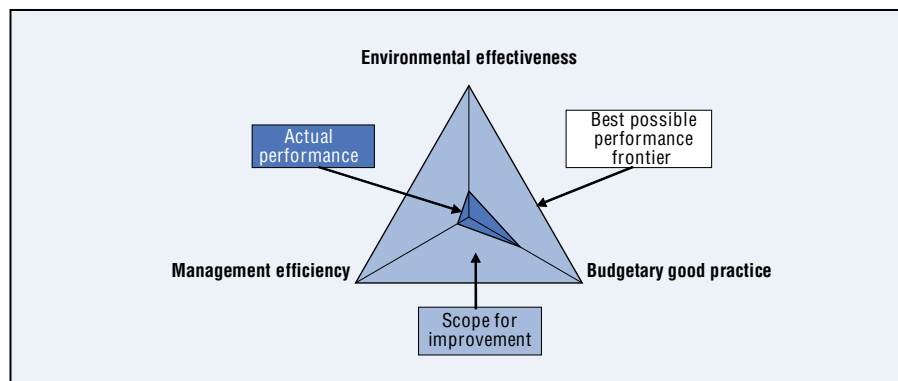 Environmental effectiveness
Actual
performance
Best possible
performance
frontier
Management efficiency
Budgetary good practice
Scope for
improvement